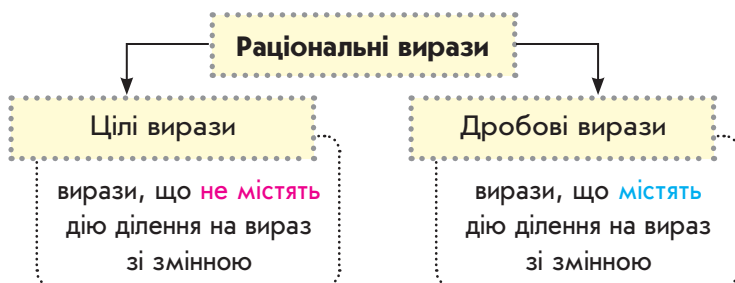 Раціональні вирази
Цілі вирази
вирази, що не містять
дію ділення на вираз
зі змінною
Дробові вирази
вирази, що містять
дію ділення на вираз
зі змінною